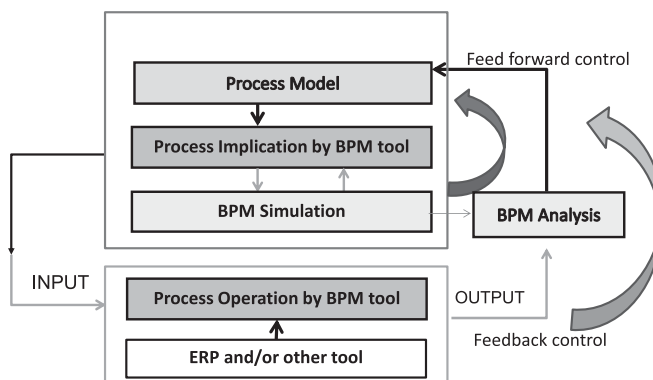 Feed forward control
Process Model
Process Implication by BPM tool
BPM Simulation
BPM Analysis
INPUT
Process Operation by BPM tool
OUTPUT
Feedback control
ERP and/or other tool